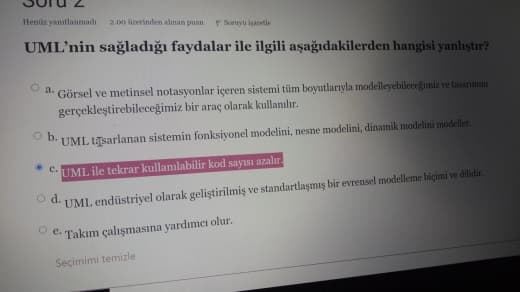 Soru 2
Henüz yanıtlanmadı 2.00 üzerinden alınan puan Soruyu işaretle
UML'nin sağladığı faydalar ile ilgili aşağıdakilerden hangisi yanlıştır?
a. Görsel ve metinsel notasyonlar içeren sistemi tüm boyutlarıyla modelleyebileceğimiz ve tasarımını
gerçekleştirebileceğimiz bir araç olarak kullanılır.
b. UML tasarlanan sistemin fonksiyonel modelini, nesne modelini, dinamik modelini modeller.
c. UML ile tekrar kullanılabilir kod sayısı azalır.
d. UML endüstriyel olarak geliştirilmiş ve standartlaşmış bir evrensel modelleme biçimi ve dilidir.
e. Takım çalışmasına yardımcı olur.
Seçimimi temizle